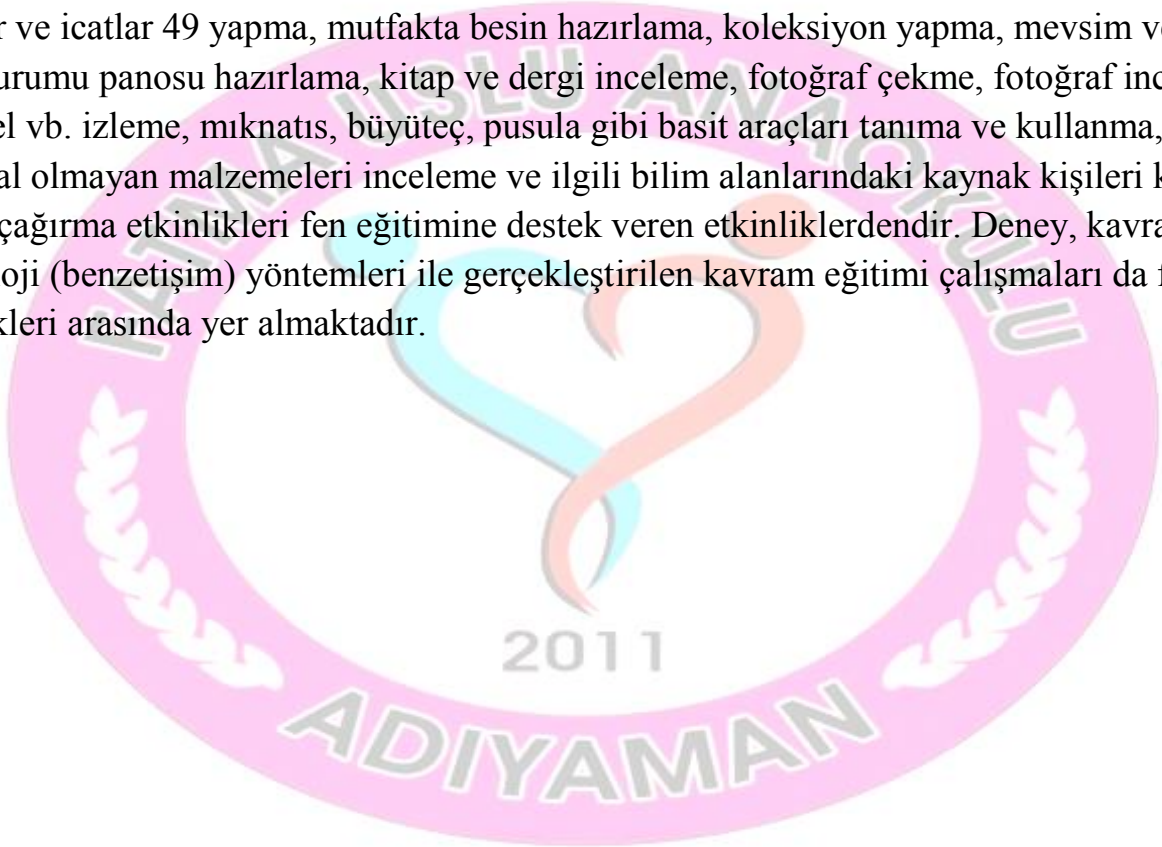 r ve icatlar 49 yapma, mutfakta besin hazırlama, koleksiyon yapma, mevsim ve
urumu panosu hazırlama, kitap ve dergi inceleme, fotoğraf çekme, fotoğraf inc
el vb. izleme, mıknatıs, büyüteç, pusula gibi basit araçları tanıma ve kullanma,
al olmayan malzemeleri inceleme ve ilgili bilim alanlarındaki kaynak kişileri k
çağırma etkinlikleri fen eğitimine destek veren etkinliklerdendir. Deney, kavra
oji (benzetişim) yöntemleri ile gerçekleştirilen kavram eğitimi çalışmaları da f
kleri arasında yer almaktadır.
FATMA USLU ANAOKULU
2011
ADIYAMAN